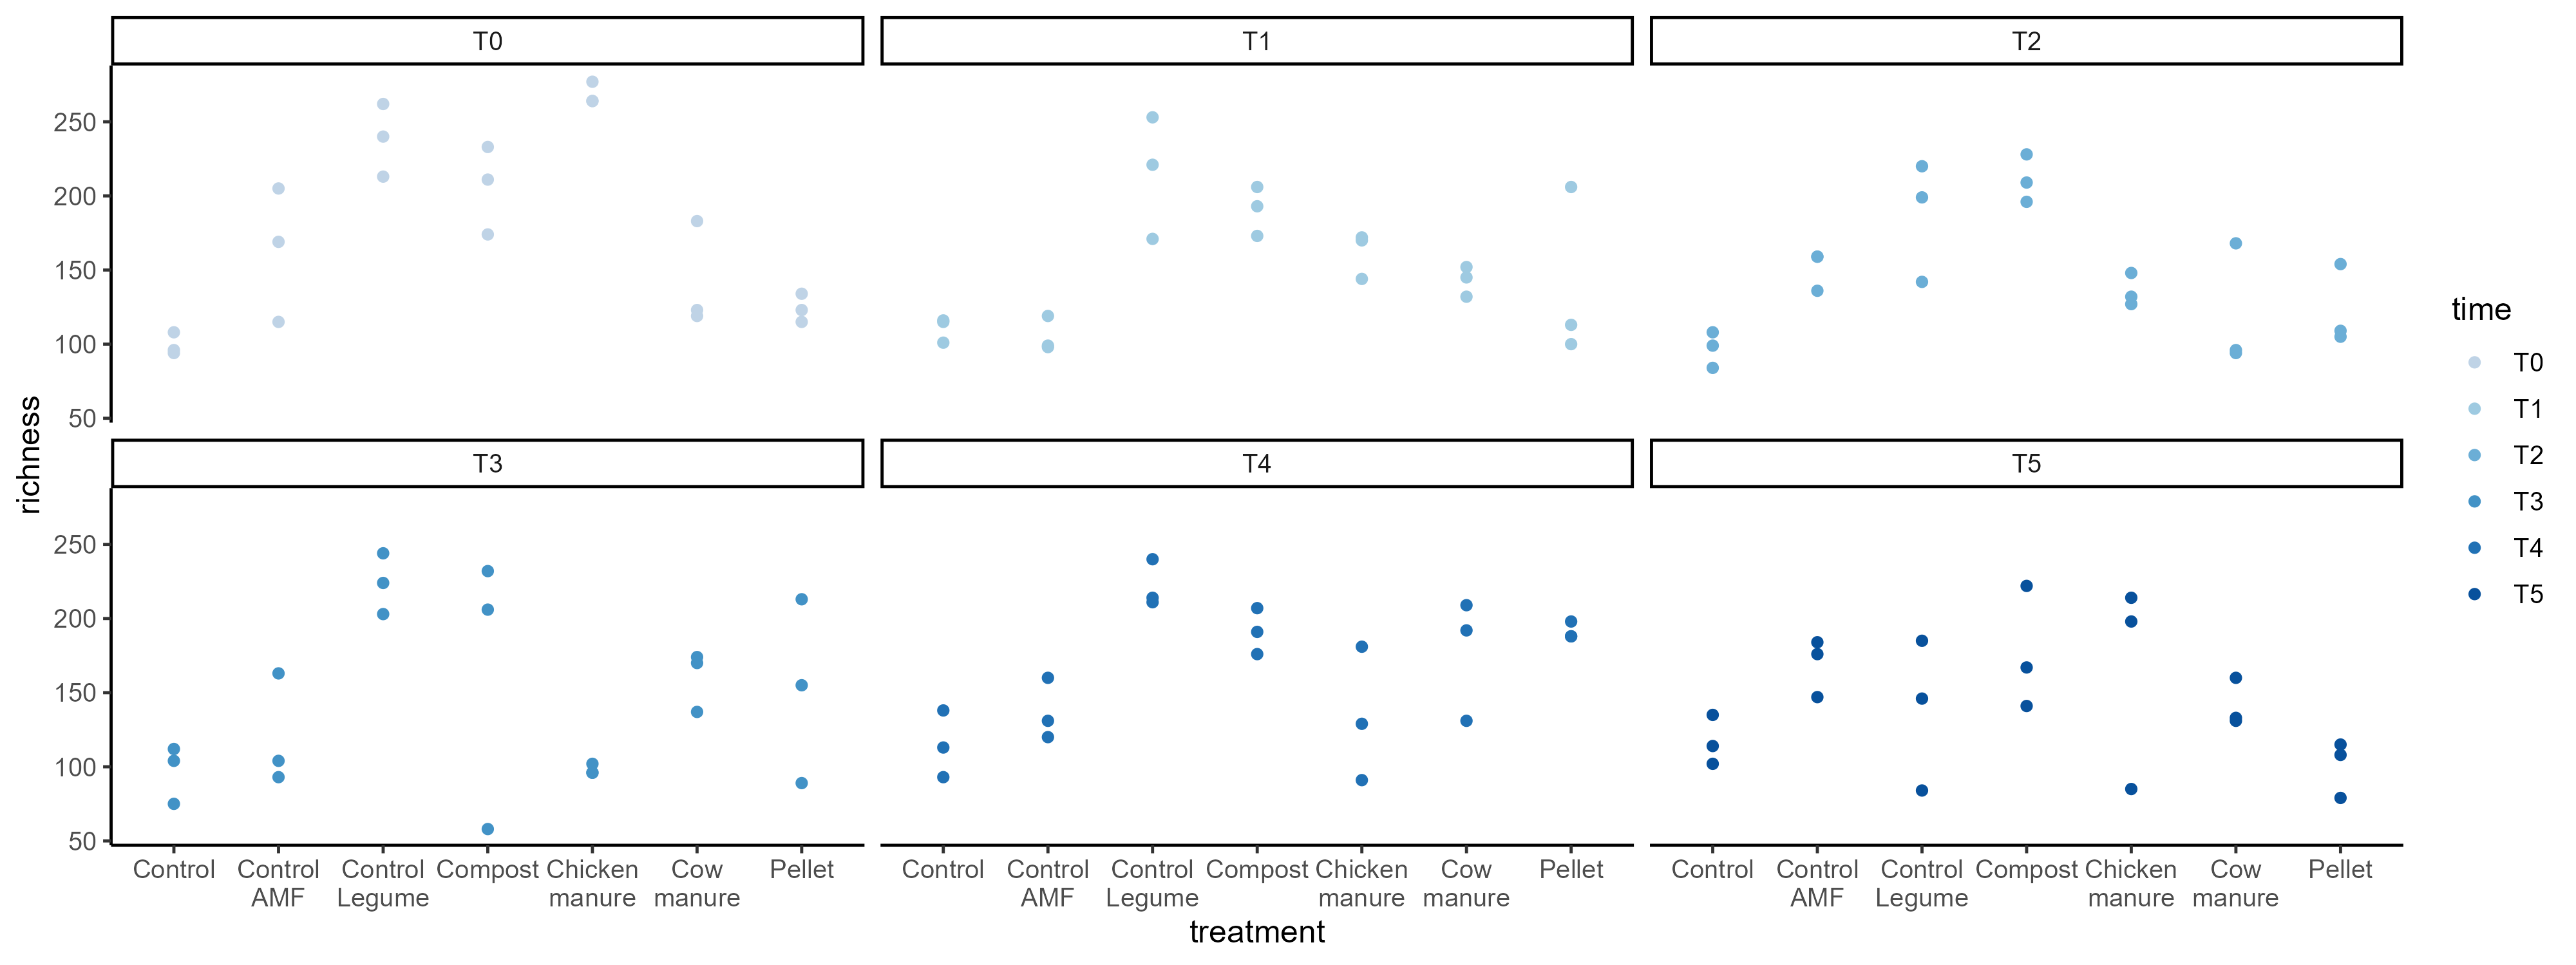 T0
T1
T2
250
200
150
100
50
richness
T3
T4
T5
250
200
150
100
50
Control
Control
AMF
Control
Legume
Compost
Chicken
manure
Cow
manure
Pellet
Control
Control
AMF
Control
Legume
Compost
Chicken
manure
Cow
manure
Pellet
Control
Control
AMF
Control
Legume
Compost
Chicken
manure
Cow
manure
Pellet
treatment
time
T0
T1
T2
T3
T4
T5